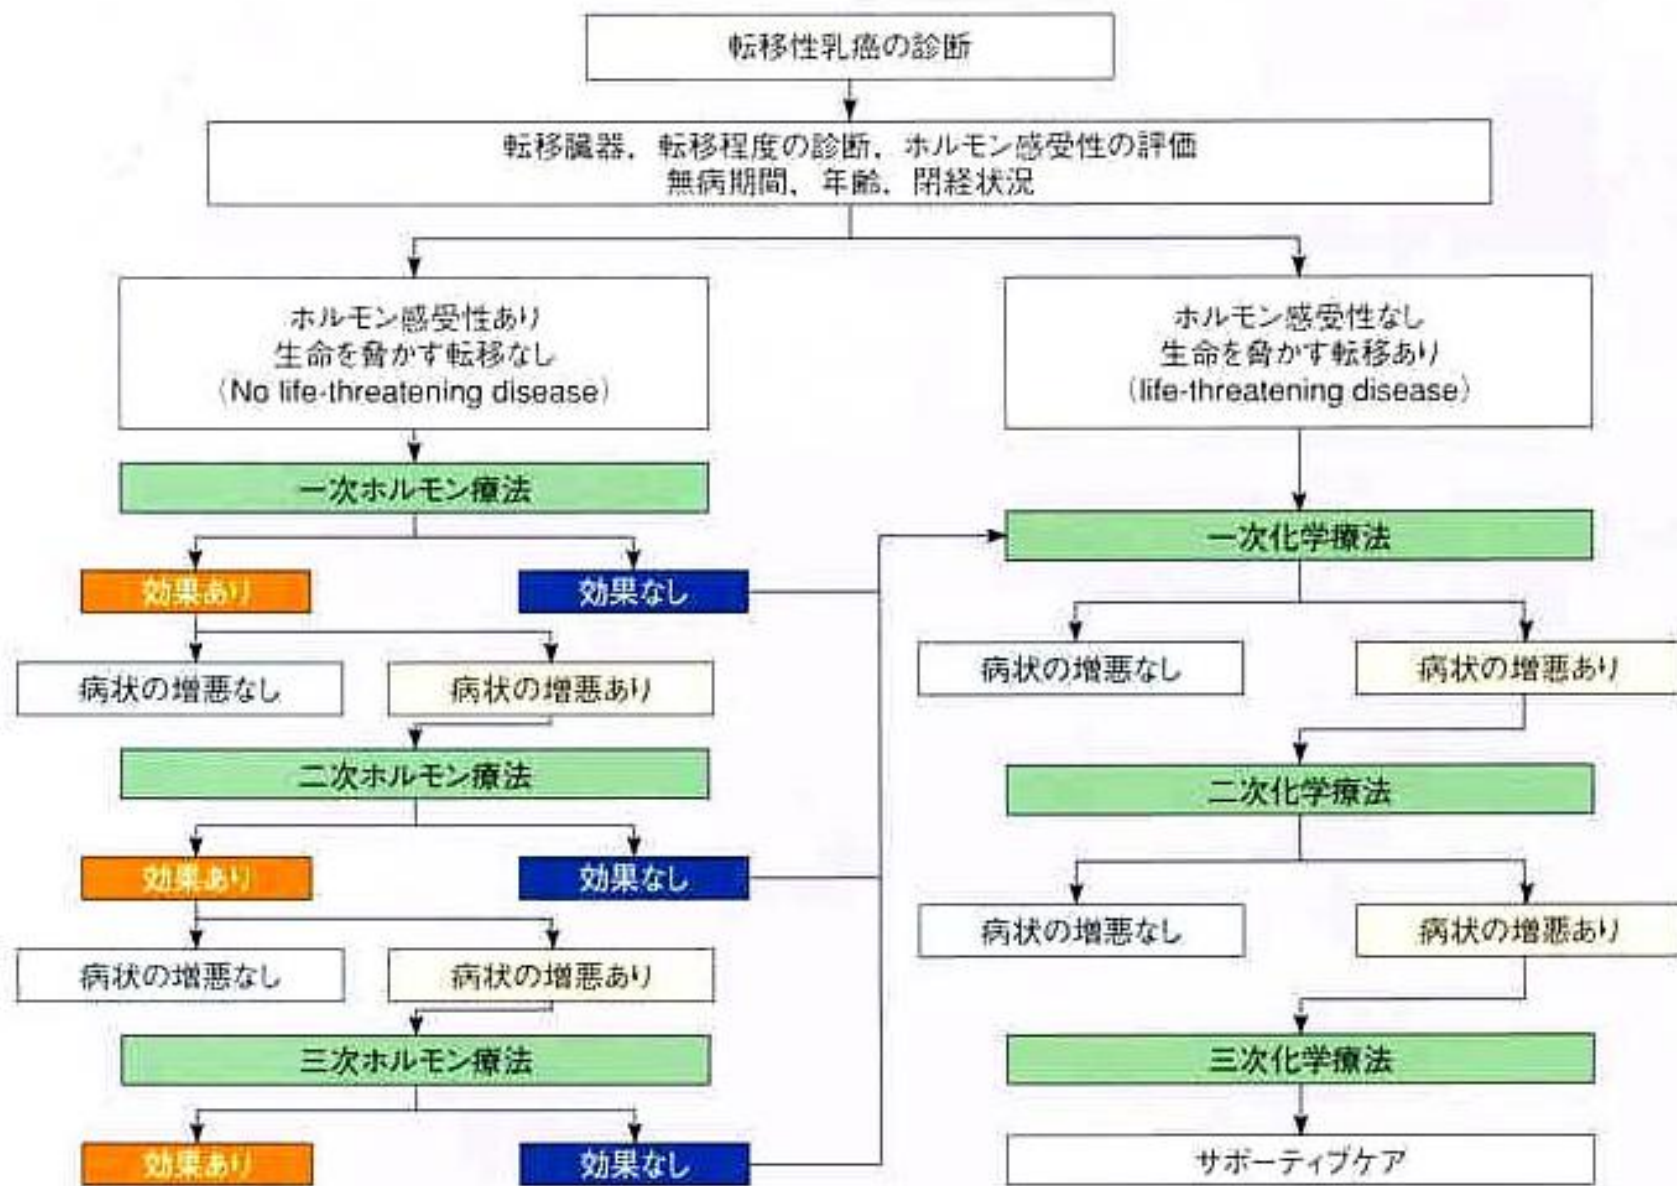 転移性乳癌の診断
転移臓器，転移程度の診断，ホルモン感受性の評価
無病期間，年齢，閉経状況
ホルモン感受性あり
生命を脅かす転移なし
（No life-threatening disease）
ホルモン感受性なし
生命を脅かす転移あり
（life-threatening disease）
一次ホルモン療法
一次化学療法
効果あり
効果なし
病状の増悪なし
病状の増悪あり
病状の増悪なし
病状の増悪あり
二次ホルモン療法
二次化学療法
効果あり
効果なし
病状の増悪なし
病状の増悪あり
病状の増悪なし
病状の増悪あり
三次ホルモン療法
三次化学療法
効果あり
効果なし
サポーティブケア